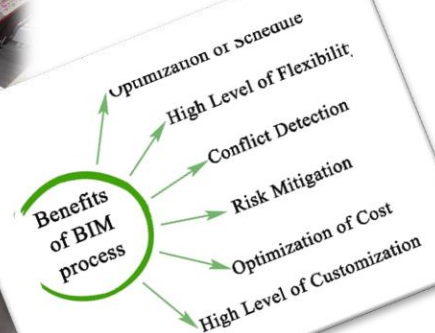 Optimization of Schedule
High Level of Flexibility
Conflict Detection
Risk Mitigation
Optimization of Cost
High Level of Customization
Benefits
of BIM
process